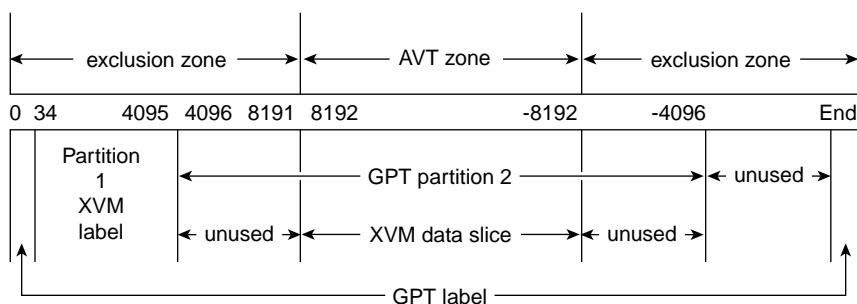 exclusion zone AVT zone exclusion zone
0 34 4095 4096 8191 8192 -8192 -4096 End
Partition
1
XVM
label
GPT partition 2
unused
unused XVM data slice unused
GPT label